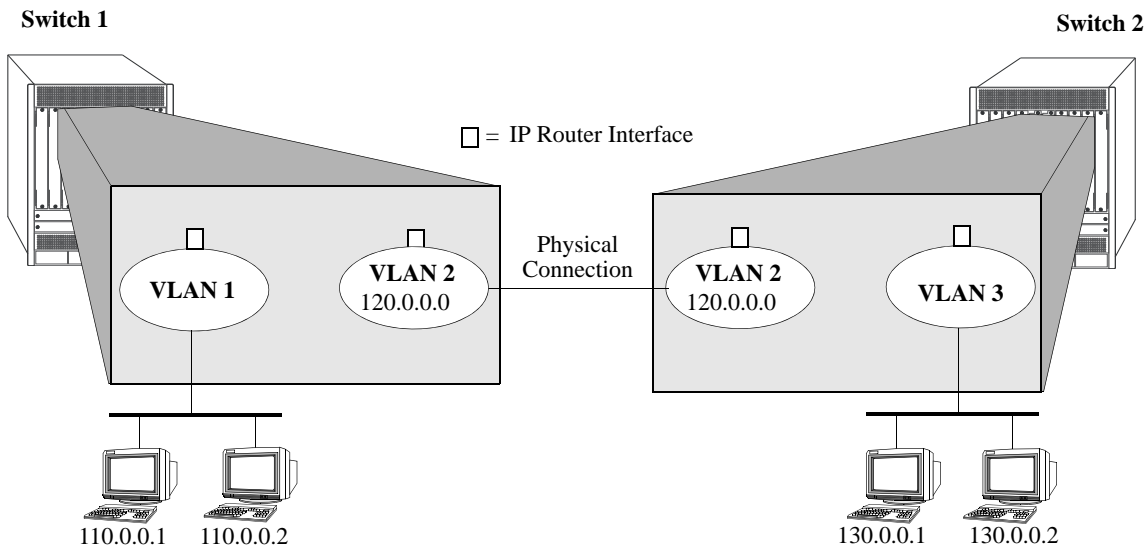 Switch 1
Switch 2
= IP Router Interface
Physical
Connection
VLAN 1
VLAN 2
120.0.0.0
VLAN 2
120.0.0.0
VLAN 3
110.0.0.1
110.0.0.2
130.0.0.1
130.0.0.2